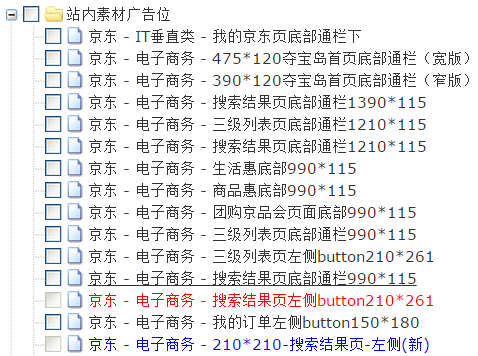 站内素材广告位
京东 - IT垂直类 - 我的京东页底部通栏下
京东 - 电子商务 - 475*120夺宝岛首页底部通栏（宽版）
京东 - 电子商务 - 390*120夺宝岛首页底部通栏（窄版）
京东 - 电子商务 - 搜索结果页底部通栏1390*115
京东 - 电子商务 - 三级列表页底部通栏1210*115
京东 - 电子商务 - 搜索结果页底部通栏1210*115
京东 - 电子商务 - 生活惠底部990*115
京东 - 电子商务 - 商品惠底部990*115
京东 - 电子商务 - 团购京品会页面底部990*115
京东 - 电子商务 - 三级列表页底部通栏990*115
京东 - 电子商务 - 三级列表页左侧button210*261
京东 - 电子商务 - 搜索结果页底部通栏990*115
京东 - 电子商务 - 搜索结果页左侧button210*261
京东 - 电子商务 - 我的订单左侧button150*180
京东 - 电子商务 - 210*210-搜索结果页-左侧(新)